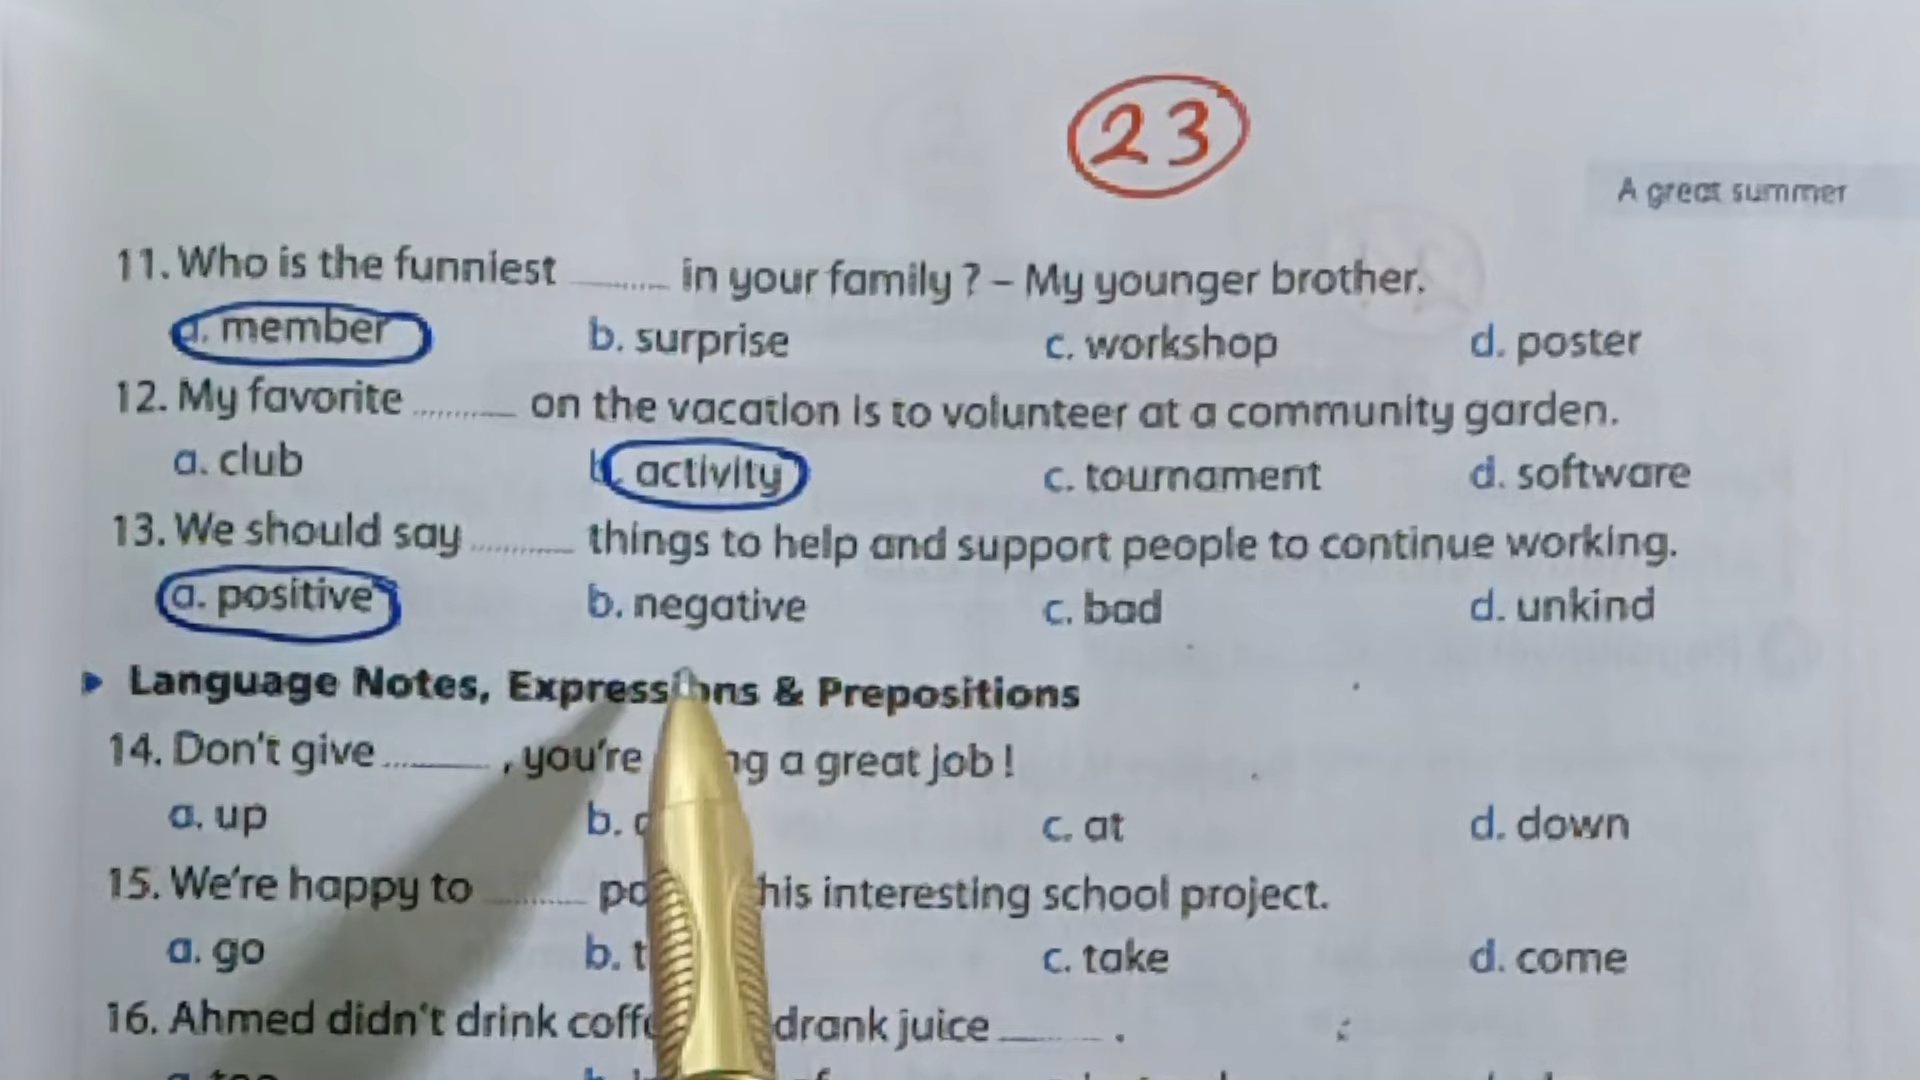 23
A great summer
11. Who is the funniest ......... in your family ? – My younger brother.
a. member b. surprise c. workshop d. poster
12. My favorite ......... on the vacation is to volunteer at a community garden.
a. club b. activity c. tournament d. software
13. We should say ......... things to help and support people to continue working.
a. positive b. negative c. bad d. unkind
Language Notes, Expressions & Prepositions
14. Don't give ......... , you're a great job !
a. up b. c. at d. down
15. We're happy to ......... interesting school project.
a. go b. c. take d. come
16. Ahmed didn't drink drank juice ......... .